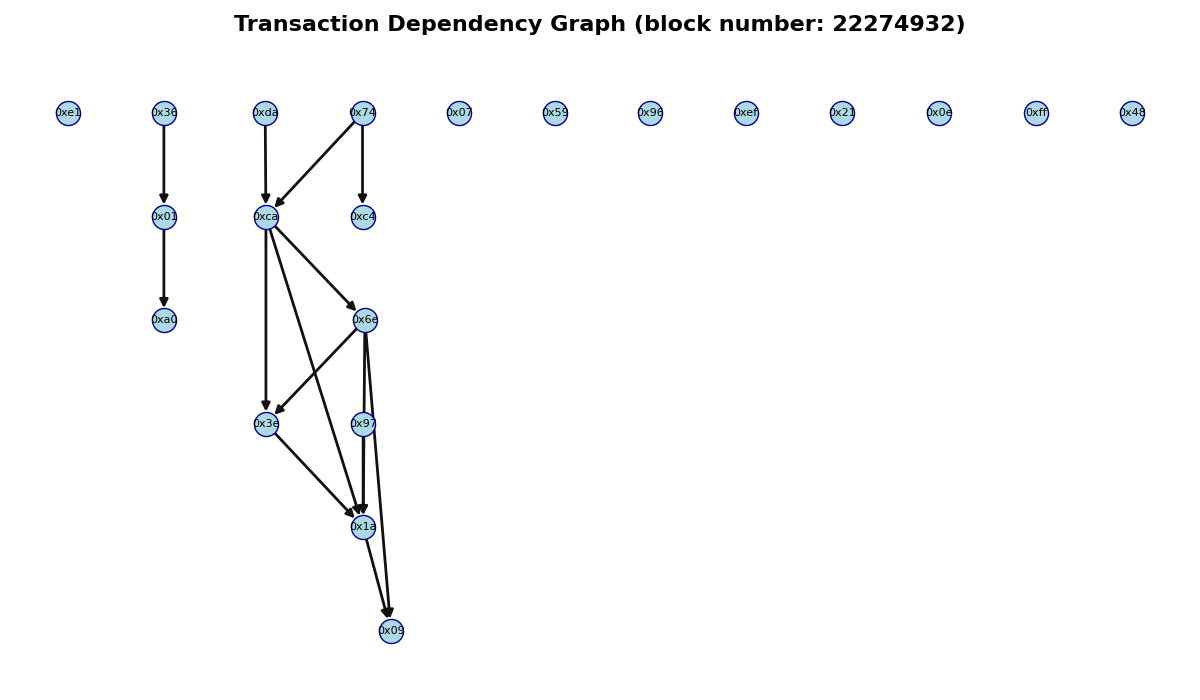 Transaction Dependency Graph (block number: 22274932)
0xe1 0x36 0xda 0x74 0x07 0x59 0x96 0xef 0x21 0x0e 0xff 0x48
0x01 0xca 0xc4
0xa0 0x6e
0x3e 0x97
0x1a
0x09